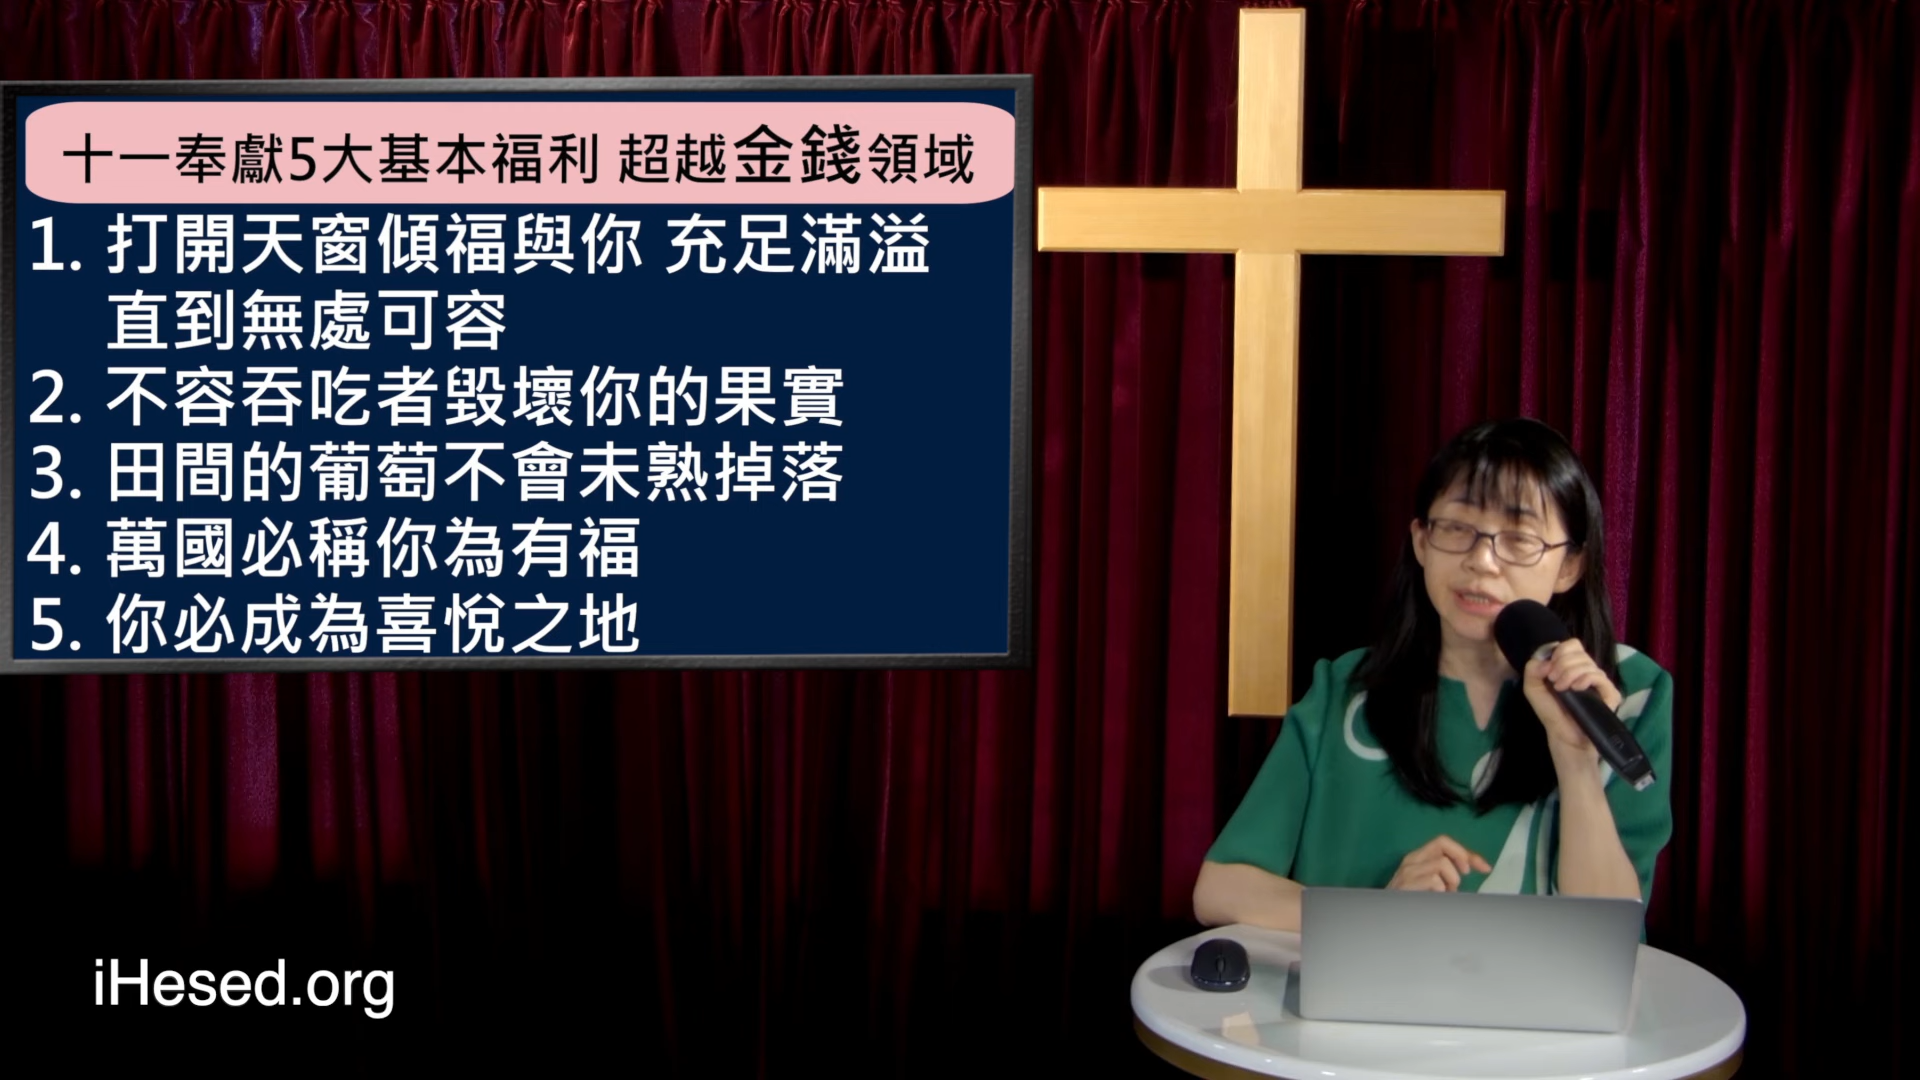 十一奉獻5大基本福利 超越金錢領域
1. 打開天窗傾福與你 充足滿溢
直到無處可容
2. 不容吞吃者毀壞你的果實
3. 田間的葡萄不會未熟掉落
4. 萬國必稱你為有福
5. 你必成為喜悅之地
iHesed.org